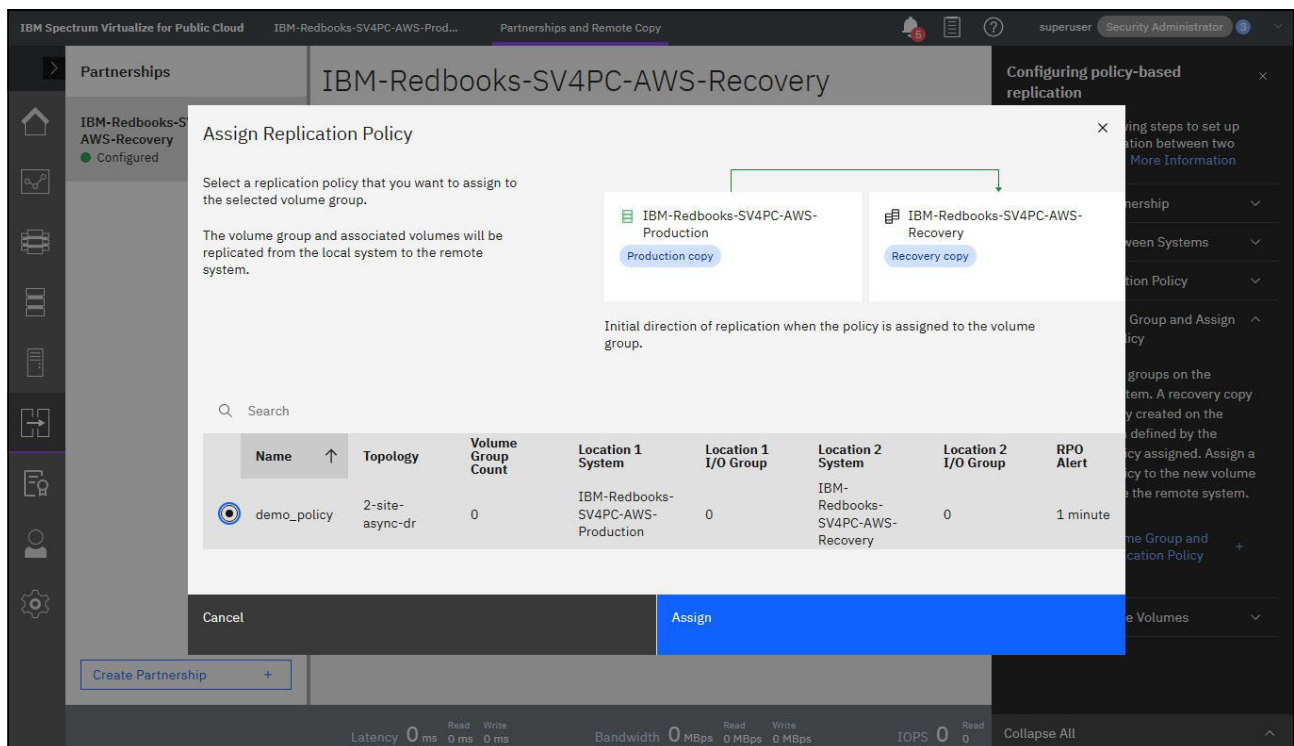 IBM Spectrum Virtualize for Public Cloud
IBM-Redbooks-SV4PC-AWS-Prod...
Partnerships and Remote Copy
6
superuser
Security Administrator
S
Partnerships
IBM-Redbooks-S
AWS-Recovery
Configured
Create Partnership +
IBM-Redbooks-SV4PC-AWS-Recovery
Assign Replication Policy
Select a replication policy that you want to assign to
the selected volume group.
The volume group and associated volumes will be
replicated from the local system to the remote
system.
IBM-Redbooks-SV4PC-AWS-
Production
Production copy
IBM-Redbooks-SV4PC-AWS-
Recovery
Recovery copy
Initial direction of replication when the policy is assigned to the volume
group.
Search
Name
Topology
Volume
Group
Count
Location 1
System
Location 1
I/O Group
Location 2
System
Location 2
I/O Group
RPO
Alert
demo_policy
2-site-
async-dr
0
IBM-Redbooks-
SV4PC-AWS-
Production
0
IBM-
Redbooks-
SV4PC-AWS-
Recovery
0
1 minute
Cancel
Assign
Configuring policy-based
replication
ving steps to set up
ation between two
More Information
nership
ween Systems
tion Policy
Group and Assign
licy
groups on the
tem. A recovery copy
y created on the
defined by the
icy assigned. Assign a
icy to the new volume
the remote system.
me Group and
cation Policy
+
e Volumes
Collapse All
Latency 0 ms
Read
0 ms
Write
0 ms
Bandwidth 0 MBps
Read
0 MBps
Write
0 MBps
IOPS 0
Read
0